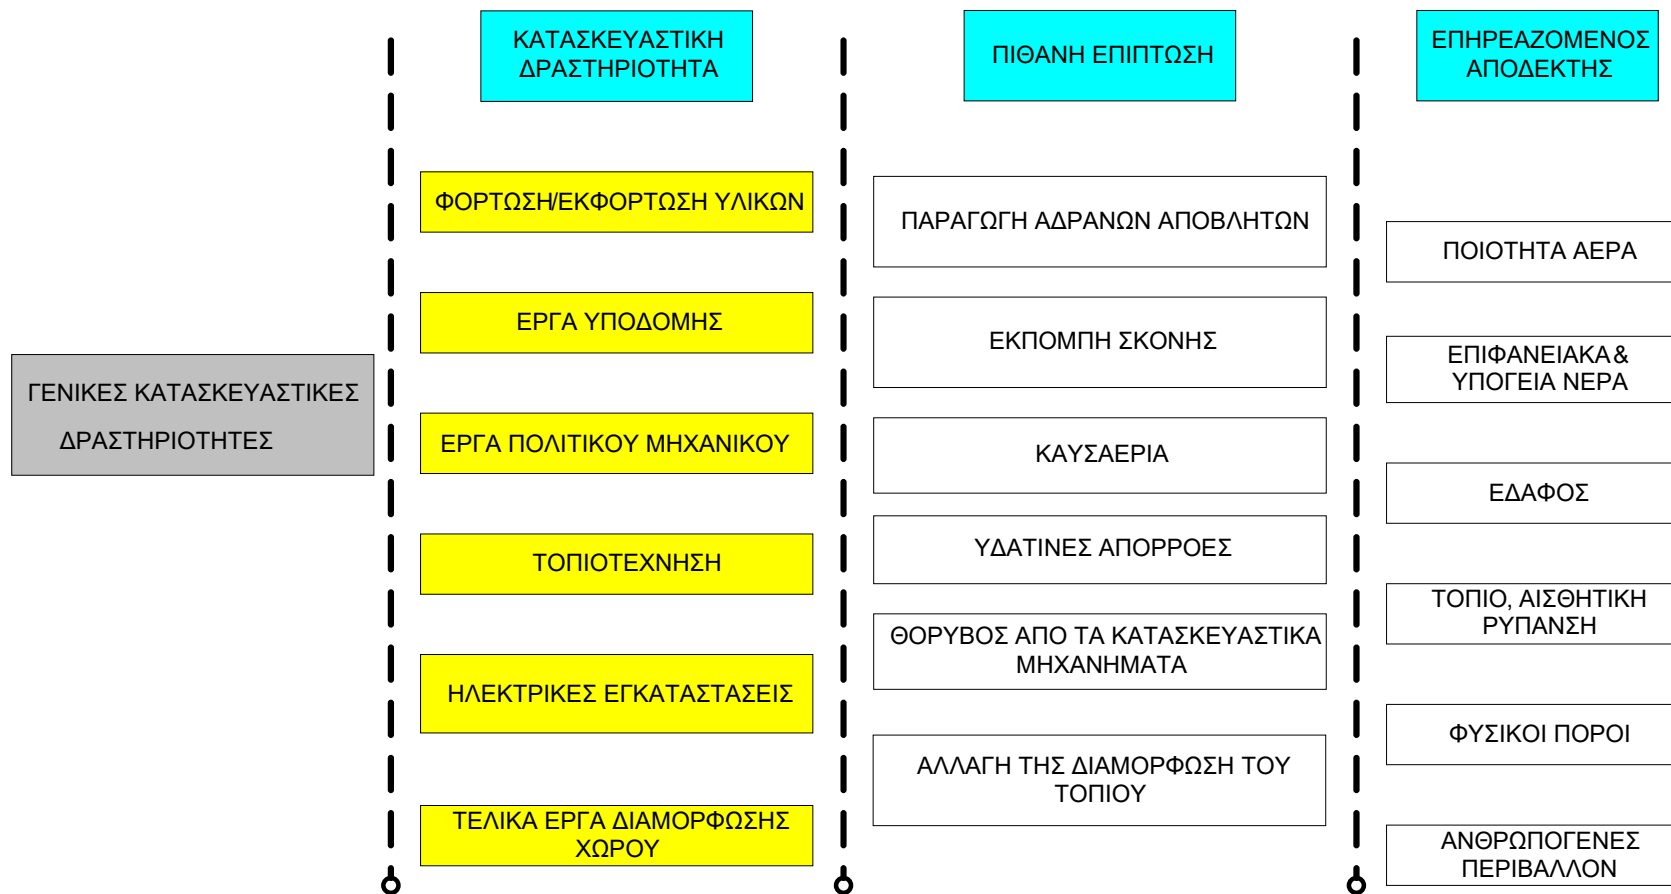 ΚΑΤΑΣΚΕΥΑΣΤΙΚΗ
ΔΡΑΣΤΗΡΙΟΤΗΤΑ
ΠΙΘΑΝΗ ΕΠΙΠΤΩΣΗ
ΕΠΗΡΕΑΖΟΜΕΝΟΣ
ΑΠΟΔΕΚΤΗΣ
ΓΕΝΙΚΕΣ ΚΑΤΑΣΚΕΥΑΣΤΙΚΕΣ
ΔΡΑΣΤΗΡΙΟΤΗΤΕΣ
ΦΟΡΤΩΣΗ/ΕΚΦΟΡΤΩΣΗ ΥΛΙΚΩΝ
ΕΡΓΑ ΥΠΟΔΟΜΗΣ
ΕΡΓΑ ΠΟΛΙΤΙΚΟΥ ΜΗΧΑΝΙΚΟΥ
ΤΟΠΙΟΤΕΧΝΗΣΗ
ΗΛΕΚΤΡΙΚΕΣ ΕΓΚΑΤΑΣΤΑΣΕΙΣ
ΤΕΛΙΚΑ ΕΡΓΑ ΔΙΑΜΟΡΦΩΣΗΣ
ΧΩΡΟΥ
ΠΑΡΑΓΩΓΗ ΑΔΡΑΝΩΝ ΑΠΟΒΛΗΤΩΝ
ΕΚΠΟΜΠΗ ΣΚΟΝΗΣ
ΚΑΥΣΑΕΡΙΑ
ΥΔΑΤΙΝΕΣ ΑΠΟΡΡΟΕΣ
ΘΟΡΥΒΟΣ ΑΠΟ ΤΑ ΚΑΤΑΣΚΕΥΑΣΤΙΚΑ
ΜΗΧΑΝΗΜΑΤΑ
ΑΛΛΑΓΗ ΤΗΣ ΔΙΑΜΟΡΦΩΣΗ ΤΟΥ
ΤΟΠΙΟΥ
ΠΟΙΟΤΗΤΑ ΑΕΡΑ
ΕΠΙΦΑΝΕΙΑΚΑ &
ΥΠΟΓΕΙΑ ΝΕΡΑ
ΕΔΑΦΟΣ
ΤΟΠΙΟ, ΑΙΣΘΗΤΙΚΗ
ΡΥΠΑΝΣΗ
ΦΥΣΙΚΟΙ ΠΟΡΟΙ
ΑΝΘΡΩΠΟΓΕΝΕΣ
ΠΕΡΙΒΑΛΛΟΝ